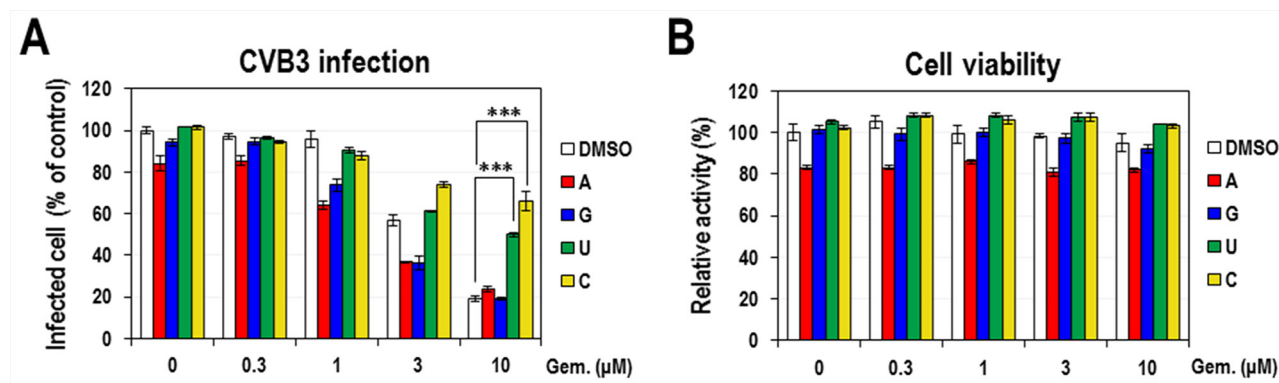 A
CVB3 infection
Infected cell (% of control)
120
100
80
60
40
20
0
***
***
0 0.3 1 3 10 Gem. (µM)
DMSO
A
G
U
C
B
Cell viability
Relative activity (%)
120
100
80
60
40
20
0
0 0.3 1 3 10 Gem. (µM)
DMSO
A
G
U
C